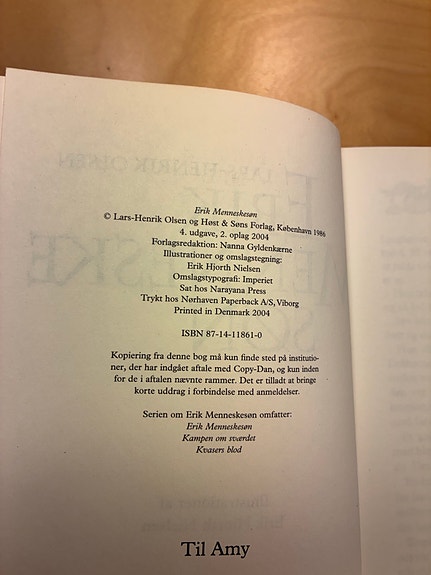 Erik Menneskesøn
© Lars-Henrik Olsen og Høst & Søns Forlag, København 1986
4. udgave, 2. oplag 2004
Forlagsredaktion: Nanna Gyldenkærne
Illustrationer og omslagstegning:
Erik Hjorth Nielsen
Omslagstypografi: Imperiet
Sat hos Narayana Press
Trykt hos Nørhaven Paperback A/S, Viborg
Printed in Denmark 2004
ISBN 87-14-11861-0
Kopiering fra denne bog må kun finde sted på institutio-
ner, der har indgået aftale med Copy-Dan, og kun inden
for de i aftalen nævnte rammer. Det er tilladt at bringe
korte uddrag i forbindelse med anmeldelser.
Serien om Erik Menneskesøn omfatter:
Erik Menneskesøn
Kampen om sværdet
Kvasers blod
Til Amy